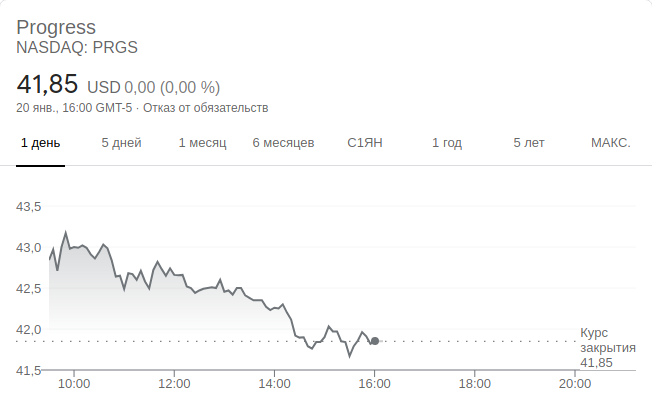 Progress
NASDAQ: PRGS
41,85 USD 0,00 (0,00 %)
20 янв., 16:00 GMT-5 · Отказ от обязательств
1 день 5 дней 1 месяц 6 месяцев С1ЯН 1 год 5 лет МАКС.
43,5
43,0
42,5
42,0
Курс
закрытия
41,85
41,5
10:00 12:00 14:00 16:00 18:00 20:00